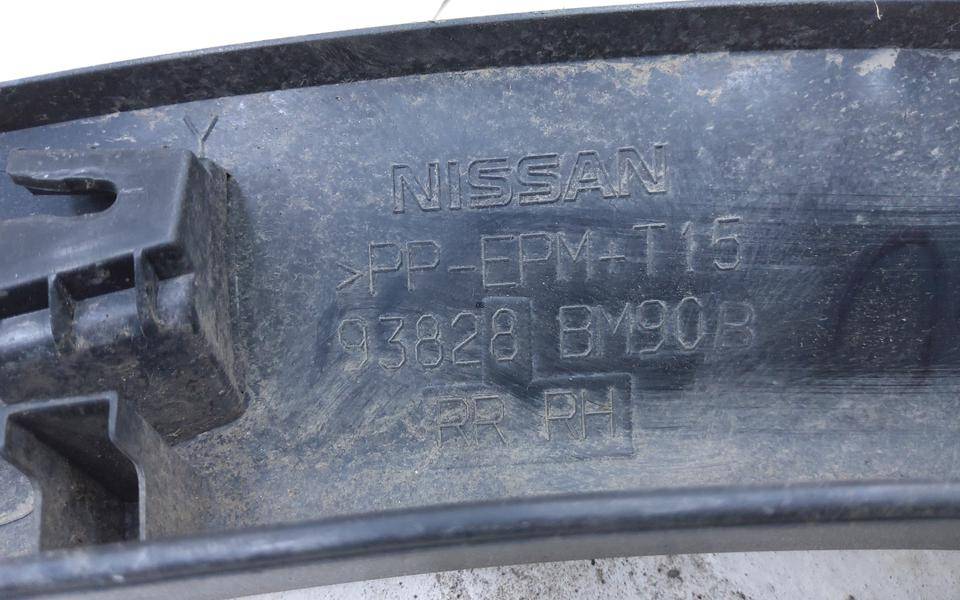 NISSAN
>PP-EPM+T15
93828 BM90B
RR RH